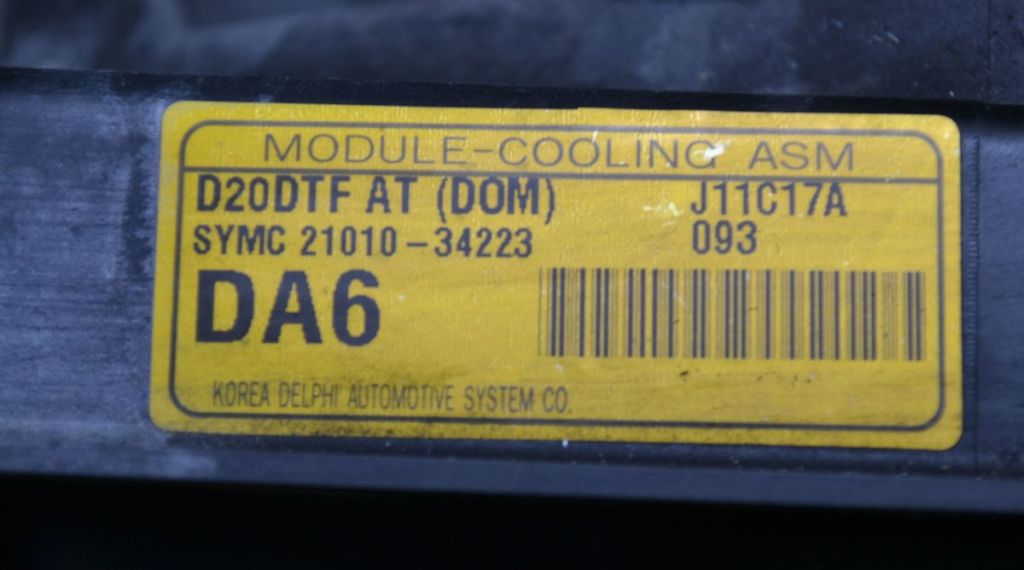 MODULE-COOLING ASM
D20DTF AT (DOM) J11C17A
SYMC 21010-34223 093
DA6
KOREA DELPHI AUTOMOTIVE SYSTEM CO.